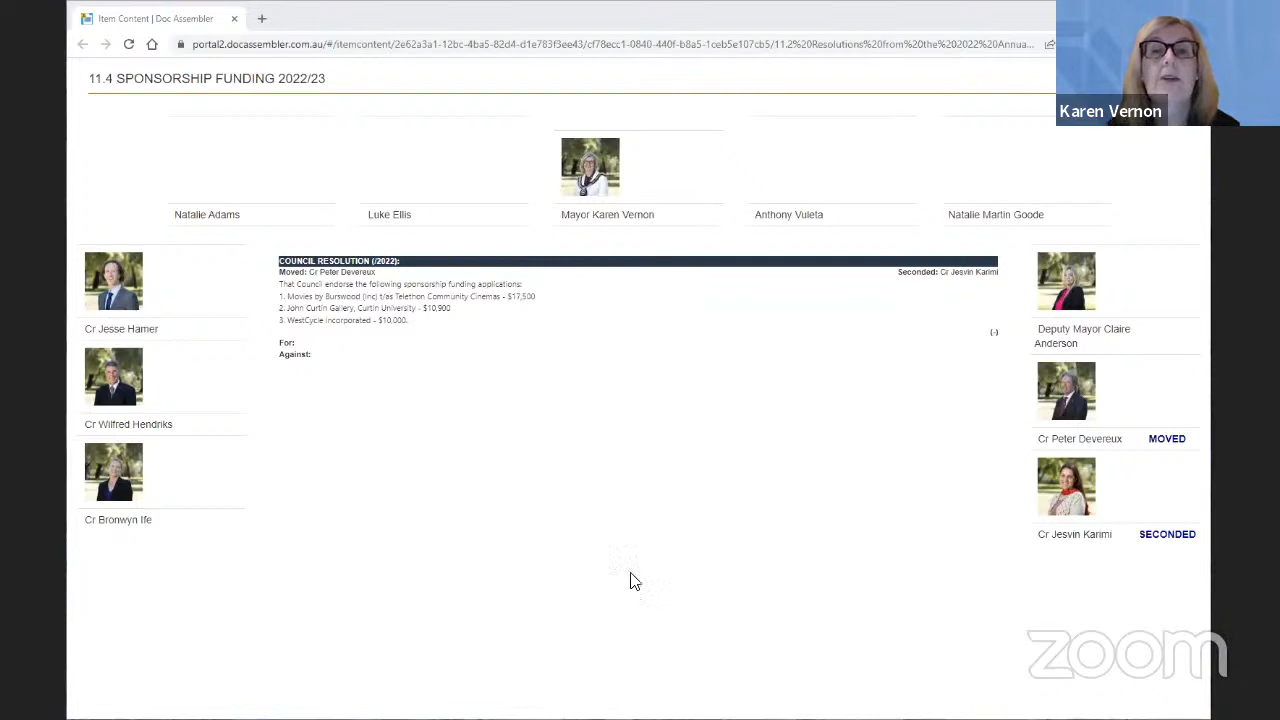 Item Content | Doc Assembler
portal2.docassembler.com.au/#/itemcontent/2e62a3a1-12bc-4ba5-82d4-d1e783f3ee43/cf78ecc1-0840-440f-b8a5-1ceb5e107cb5/11.2%20Resolutions%20from%20the%202022%20Annua...
11.4 SPONSORSHIP FUNDING 2022/23
Karen Vernon
Natalie Adams
Luke Ellis
Mayor Karen Vernon
Anthony Vuleta
Natalie Martin Goode
COUNCIL RESOLUTION (/2022):
Moved: Cr Peter Devereux Seconded: Cr Jesvin Karimi
That Council endorse the following sponsorship funding applications:
1. Movies by Burswood (Inc) t/as Telethon Community Cinemas - $17,500
2. John Curtin Gallery, Curtin University - $10,900
3. WestCycle Incorporated - $10,000.
(-)
For:
Against:
Cr Jesse Hamer
Cr Wilfred Hendriks
Cr Bronwyn Ife
Deputy Mayor Claire
Anderson
Cr Peter Devereux MOVED
Cr Jesvin Karimi SECONDED
zoom